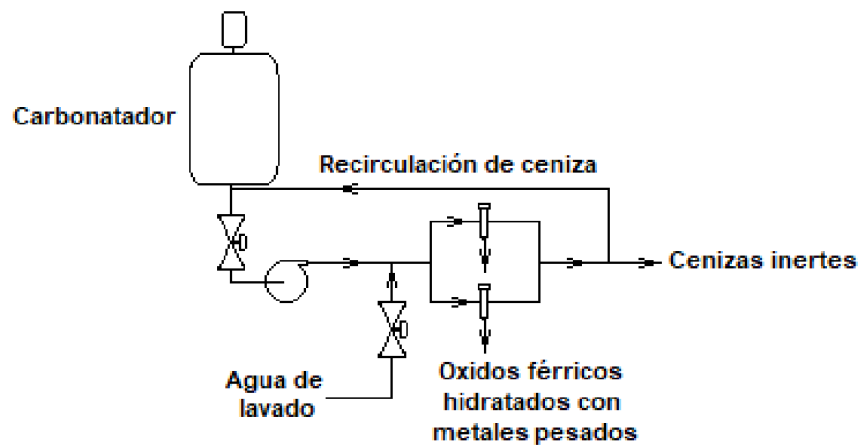 Carbonatador
Recirculación de ceniza
Cenizas inertes
Agua de
lavado
Oxidos férricos
hidratados con
metales pesados